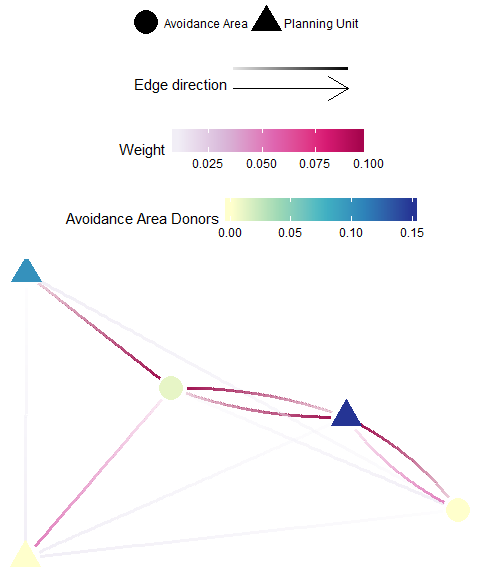 Avoidance Area Planning Unit
Edge direction
Weight
0.025 0.050 0.075 0.100
Avoidance Area Donors
0.00 0.05 0.10 0.15